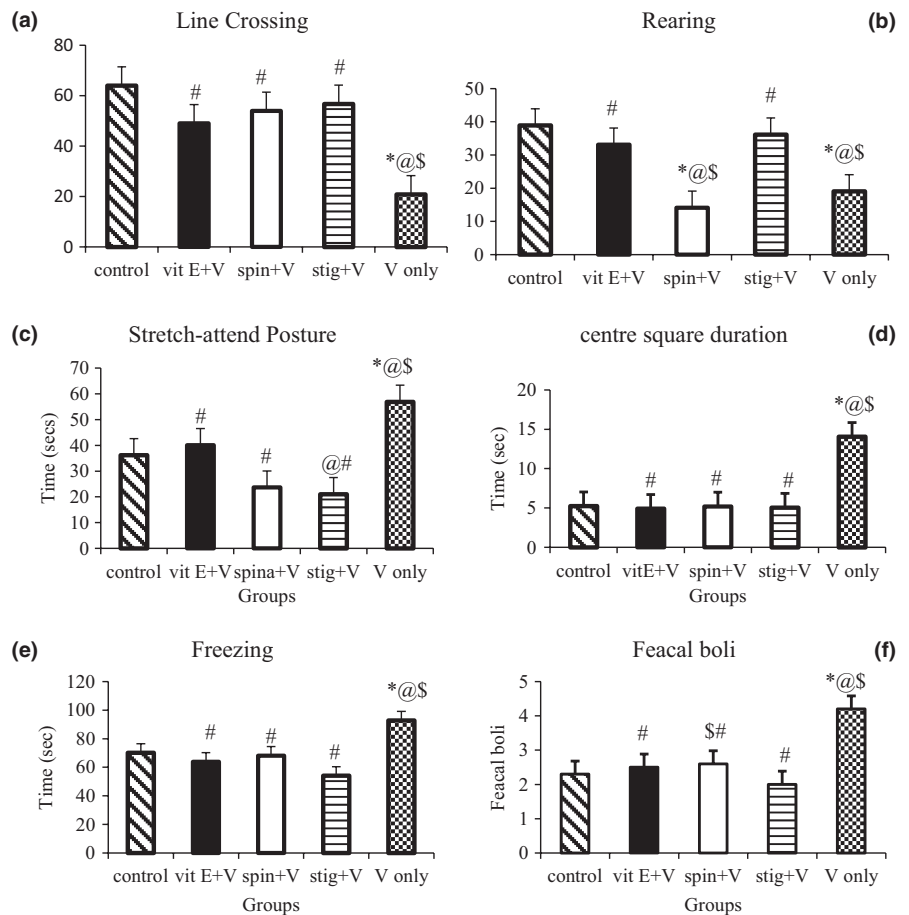 (a) Line Crossing
80
60
40
20
0
# # # *@$
control vit E+V spin+V stig+V V only
Rearing (b)
50
40
30
20
10
0
# *@$ # *@$
control vit E+V spin+V stig+V V only
(c) Stretch-attend Posture
Time (secs)
70
60
50
40
30
20
10
0
# # @# *@$
control vit E+V spina+V stig+V V only
Groups
centre square duration (d)
Time (sec)
20
15
10
5
0
# # # *@$
control vitE+V spin+V stig+V V only
Groups
(e) Freezing
Time (sec)
120
100
80
60
40
20
0
# # # *@$
control vit E+V spin+V stig+V V only
Groups
Feacal boli (f)
Feacal boli
5
4
3
2
1
0
# $# # *@$
control vit E+V spin+V stig+V V only
Groups